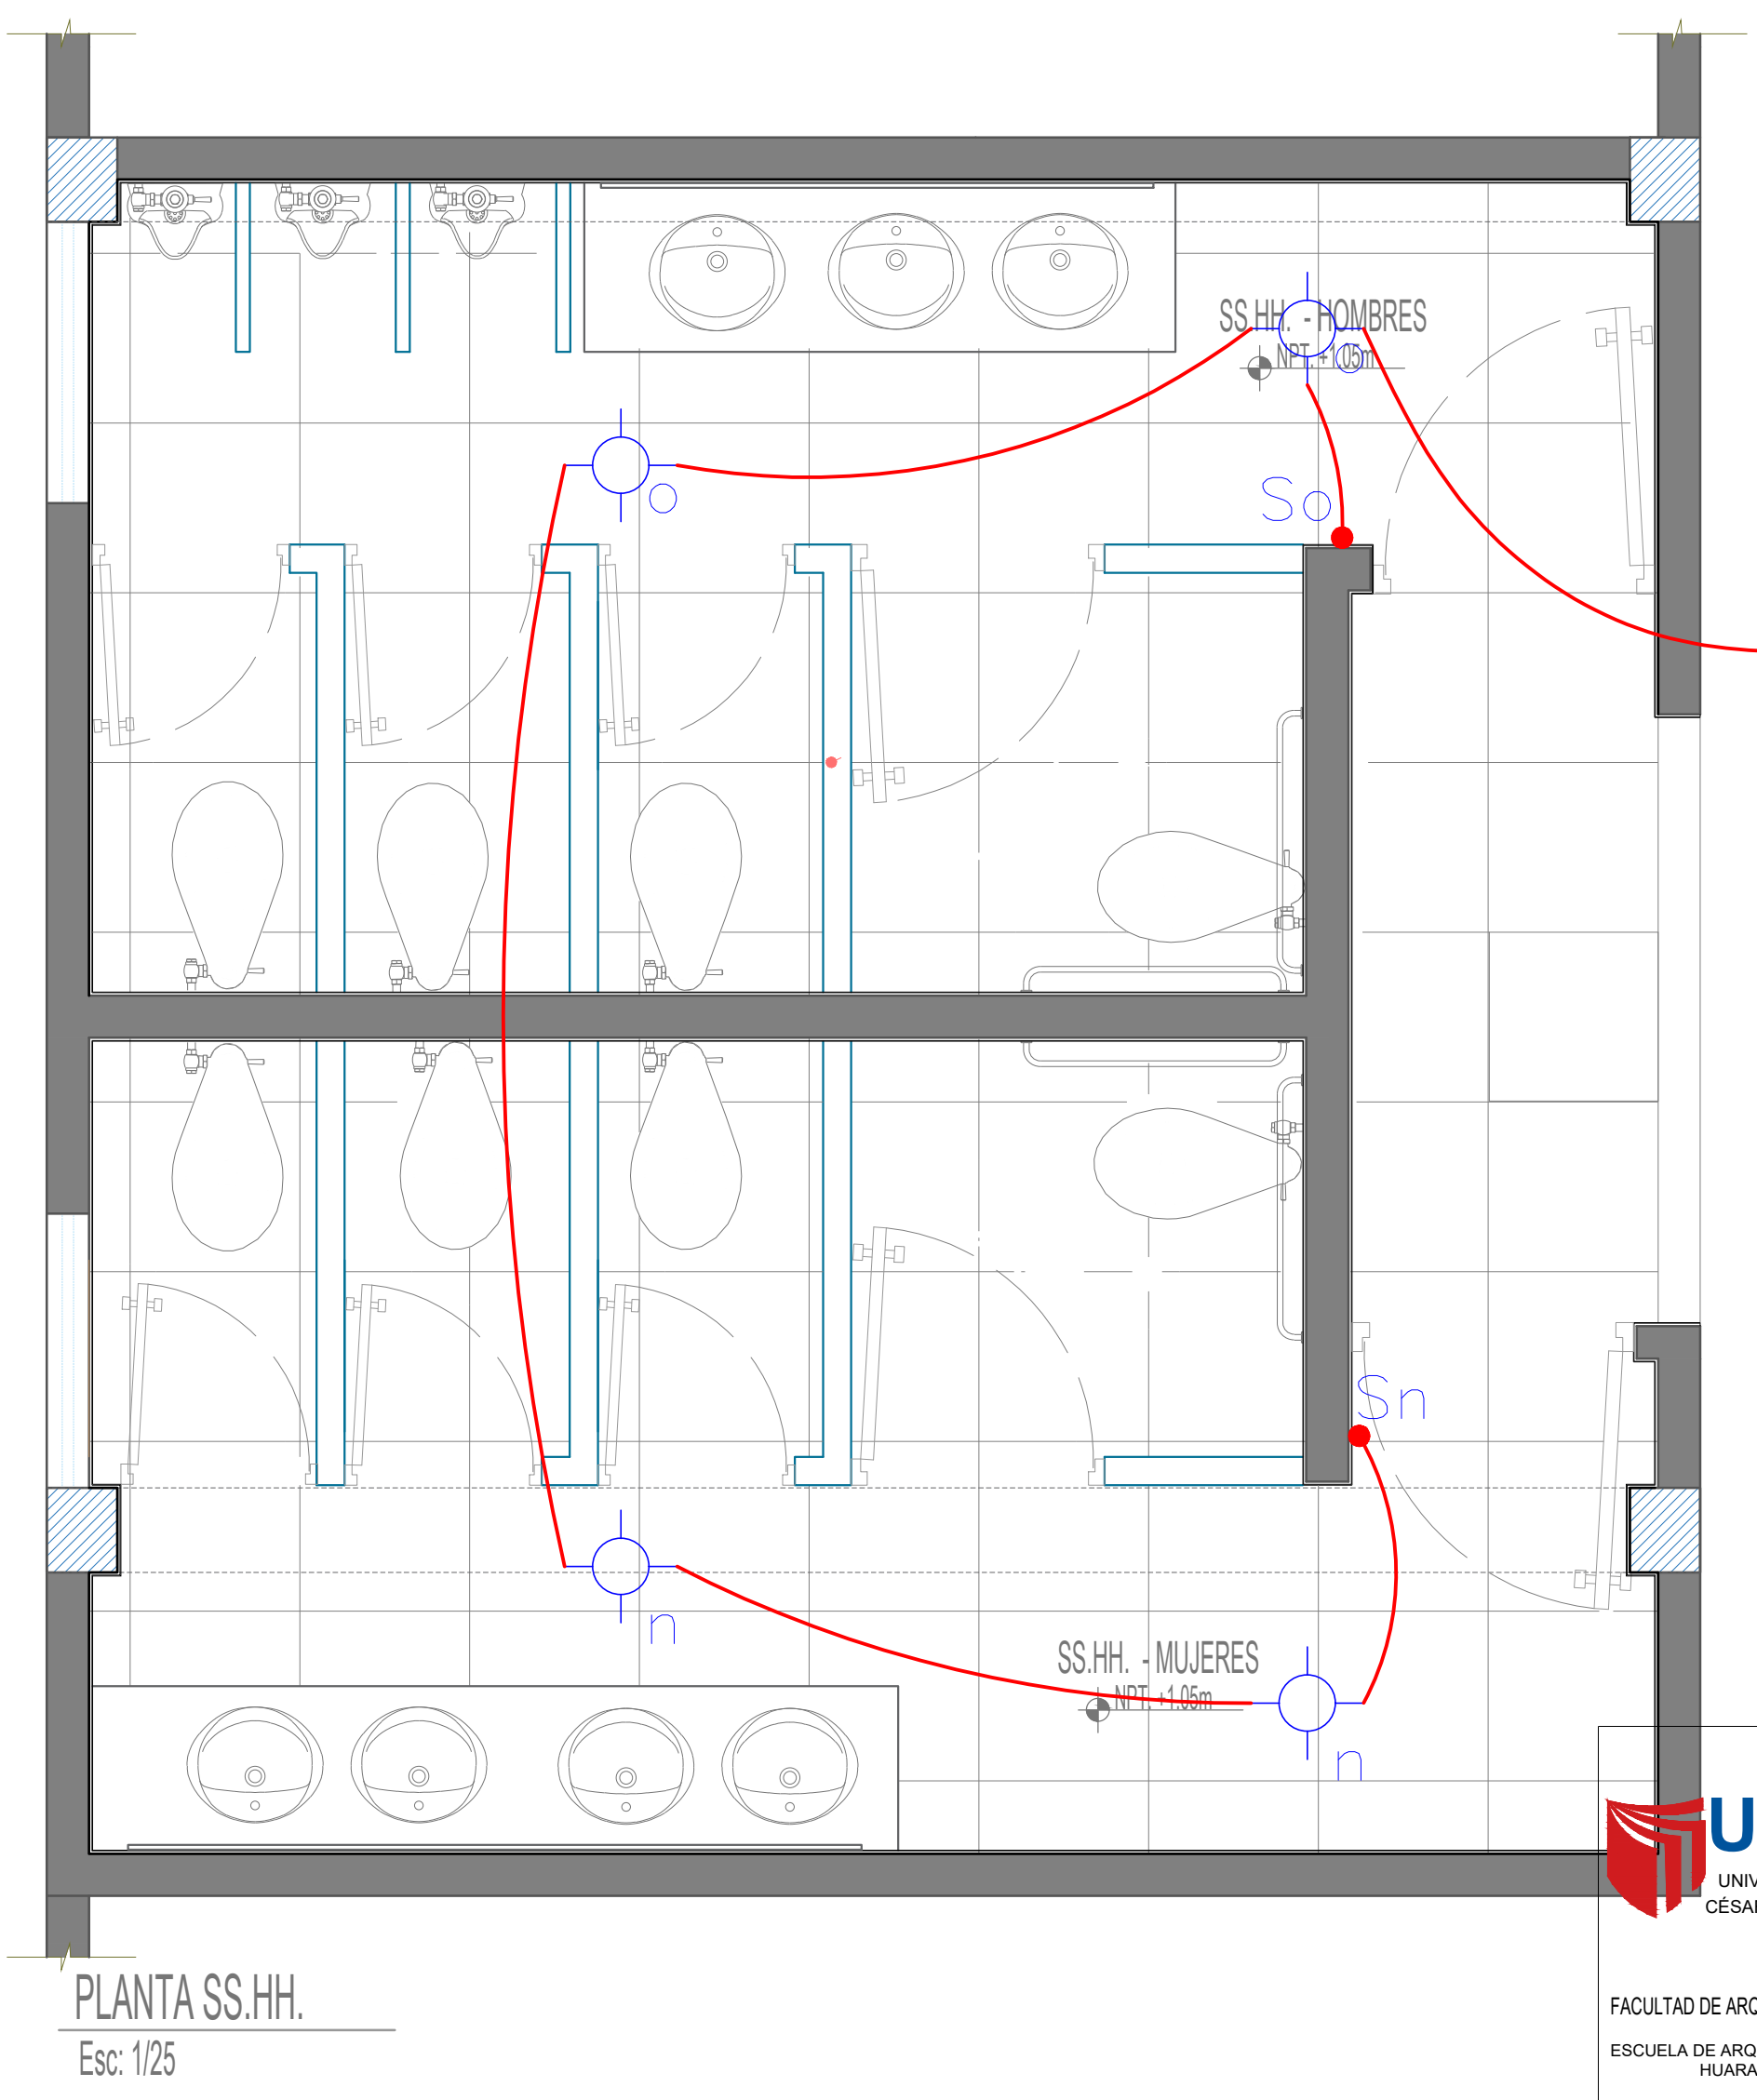 SS.HH. - HOMBRES
NPT. +1.05m
o
o
So
Sn
n
SS.HH. - MUJERES
NPT. +1.05m
n
U
UNIV
CÉSA
PLANTA SS.HH.
Esc: 1/25
FACULTAD DE ARQ
ESCUELA DE ARQ
HUARA